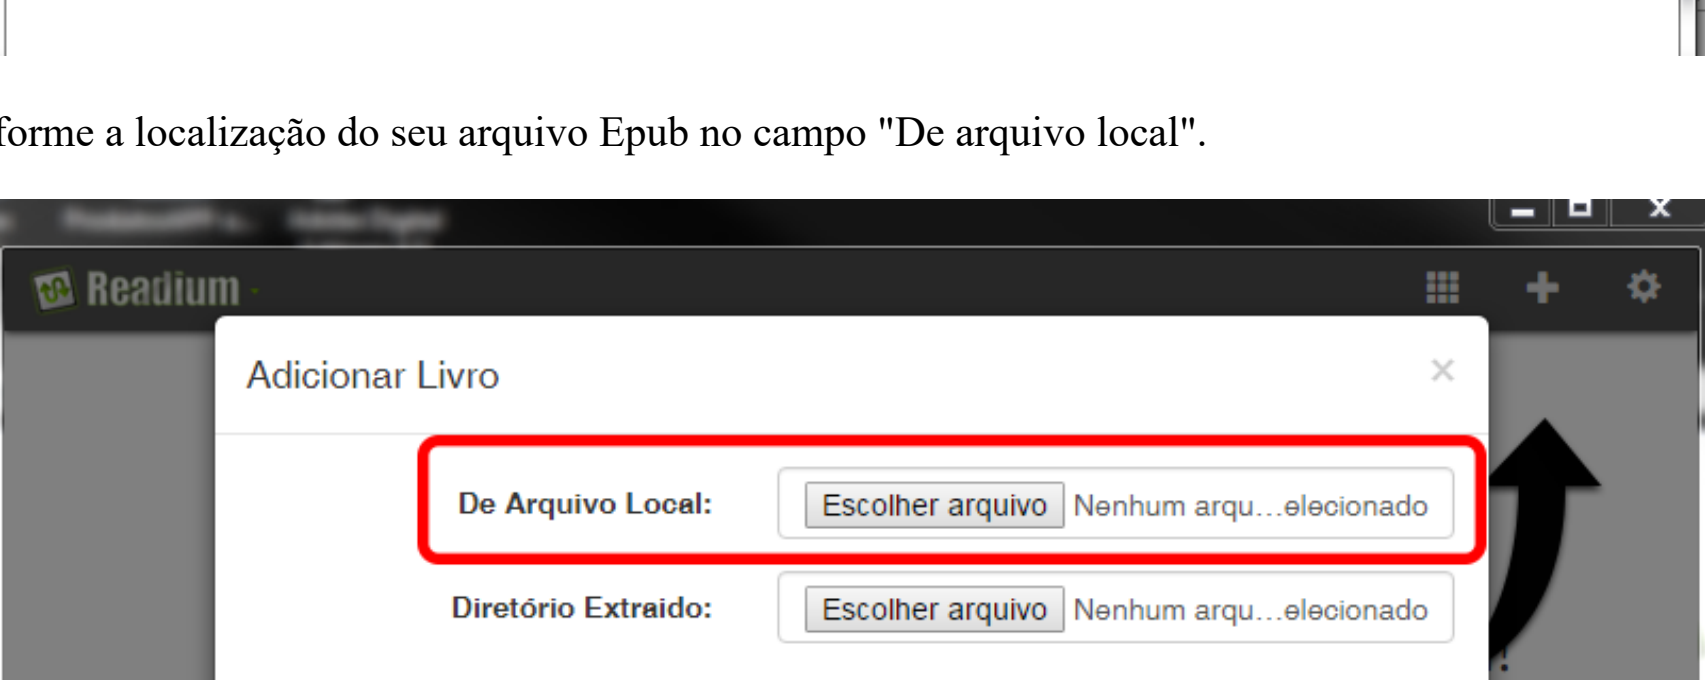 forme a localização do seu arquivo Epub no campo "De arquivo local".
Readium
Adicionar Livro
×
De Arquivo Local: Escolher arquivo Nenhum arqu...elecionado
Diretório Extraido: Escolher arquivo Nenhum arqu...elecionado